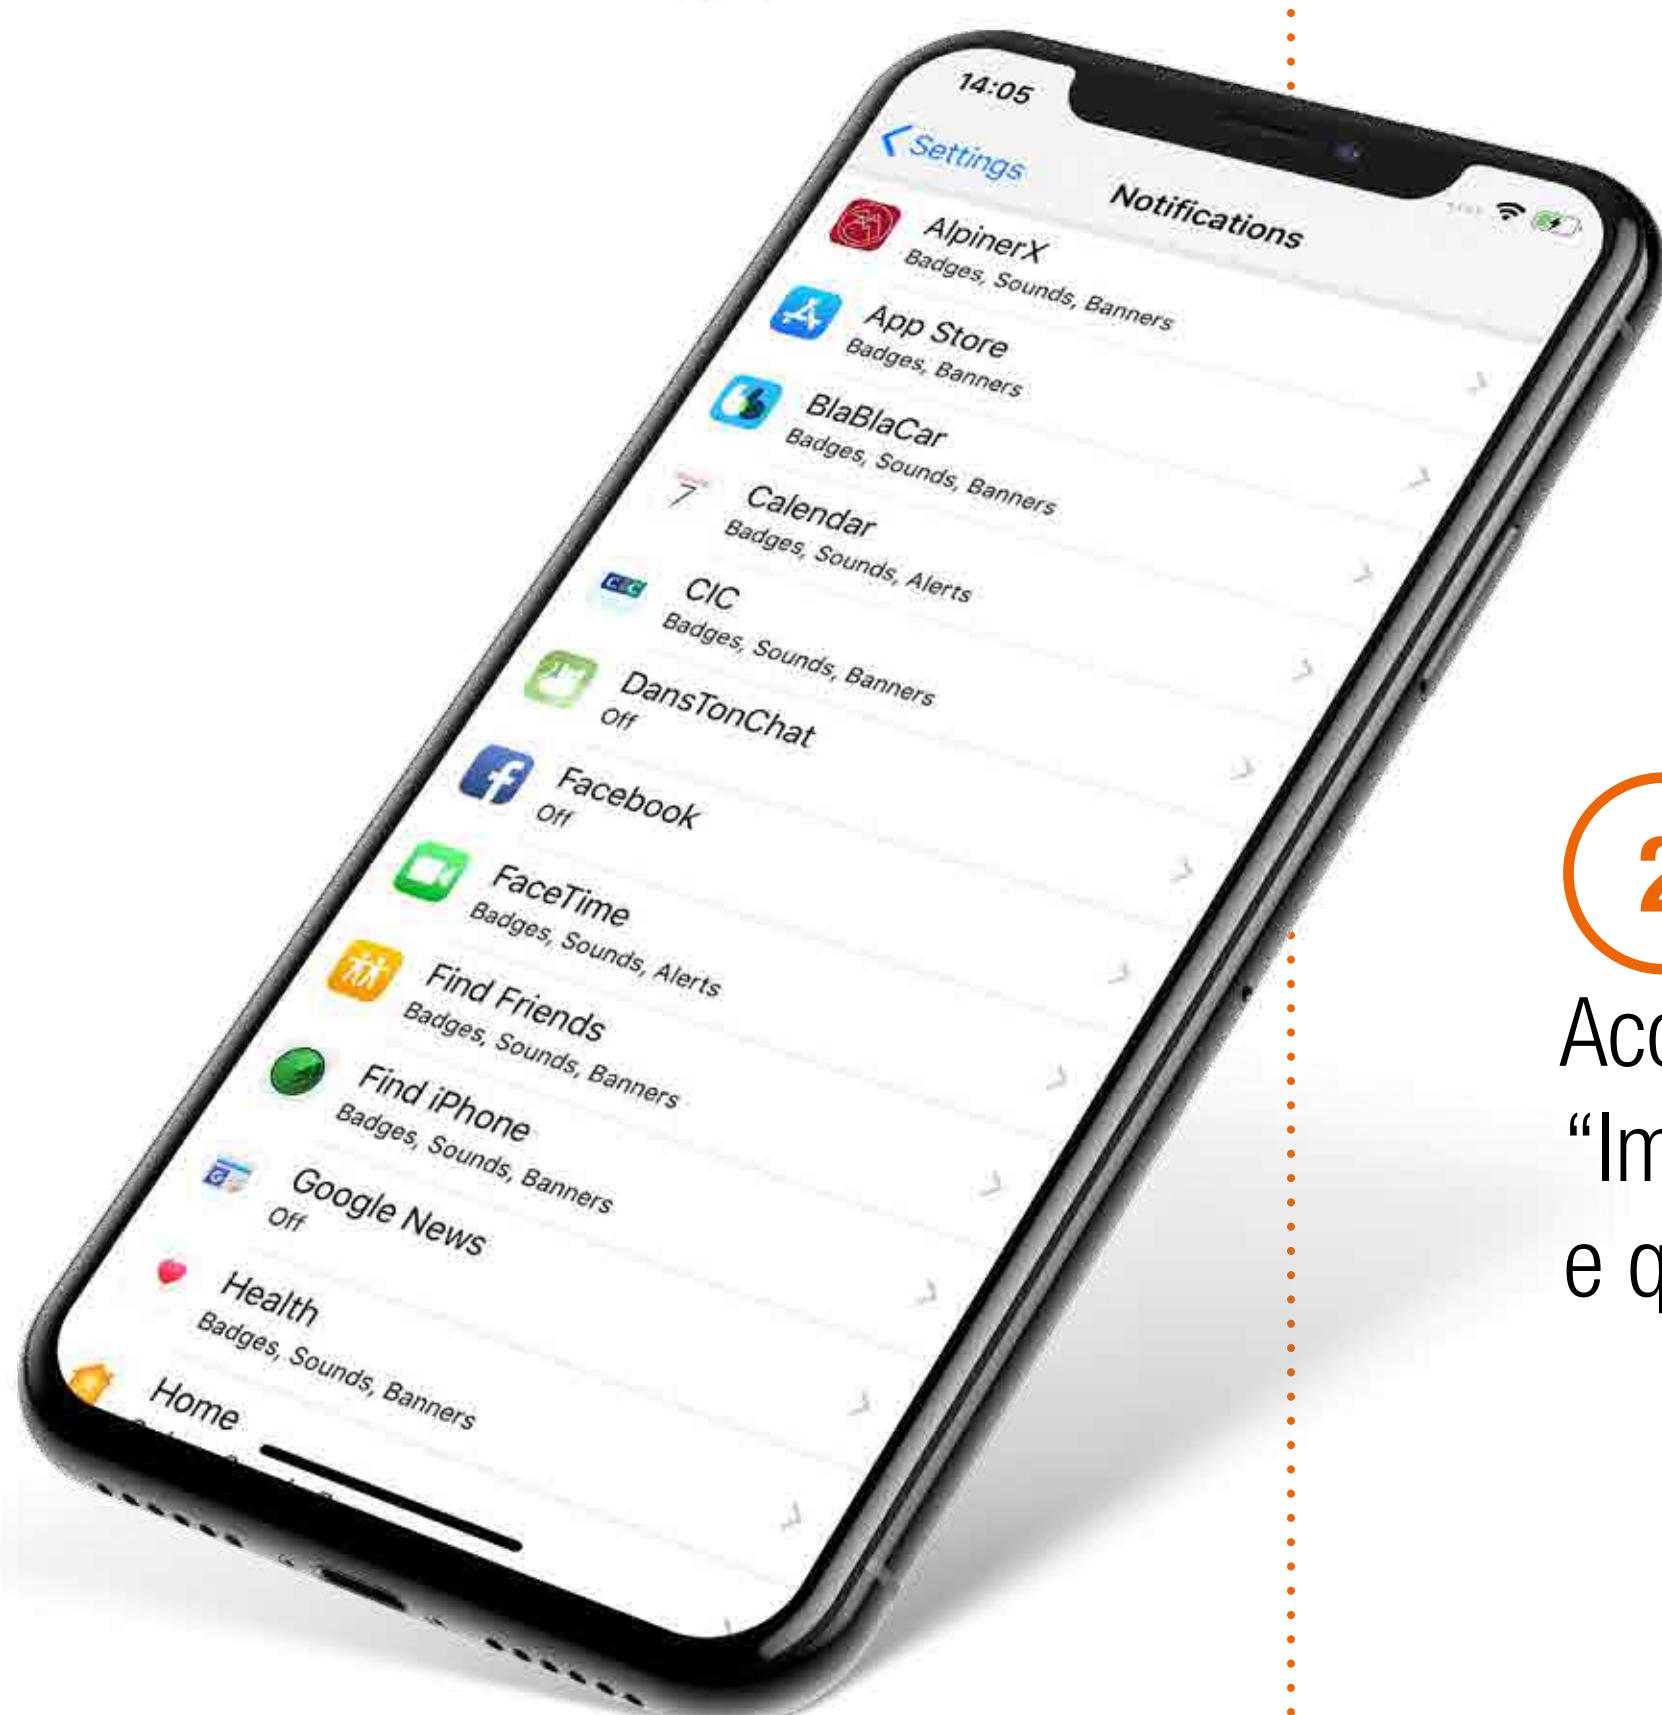 14:05
Settings
Notifications
AlpinerX
Badges, Sounds, Banners
App Store
Badges, Banners
BlaBlaCar
Badges, Sounds, Banners
7
Calendar
Badges, Sounds, Alerts
CIC
CIC
Badges, Sounds, Banners
DansTonChat
Off
Facebook
Off
FaceTime
Badges, Sounds, Alerts
Find Friends
Badges, Sounds, Banners
Find iPhone
Badges, Sounds, Banners
Google News
Off
Health
Badges, Sounds, Banners
Home
2
Acc
“Im
e q